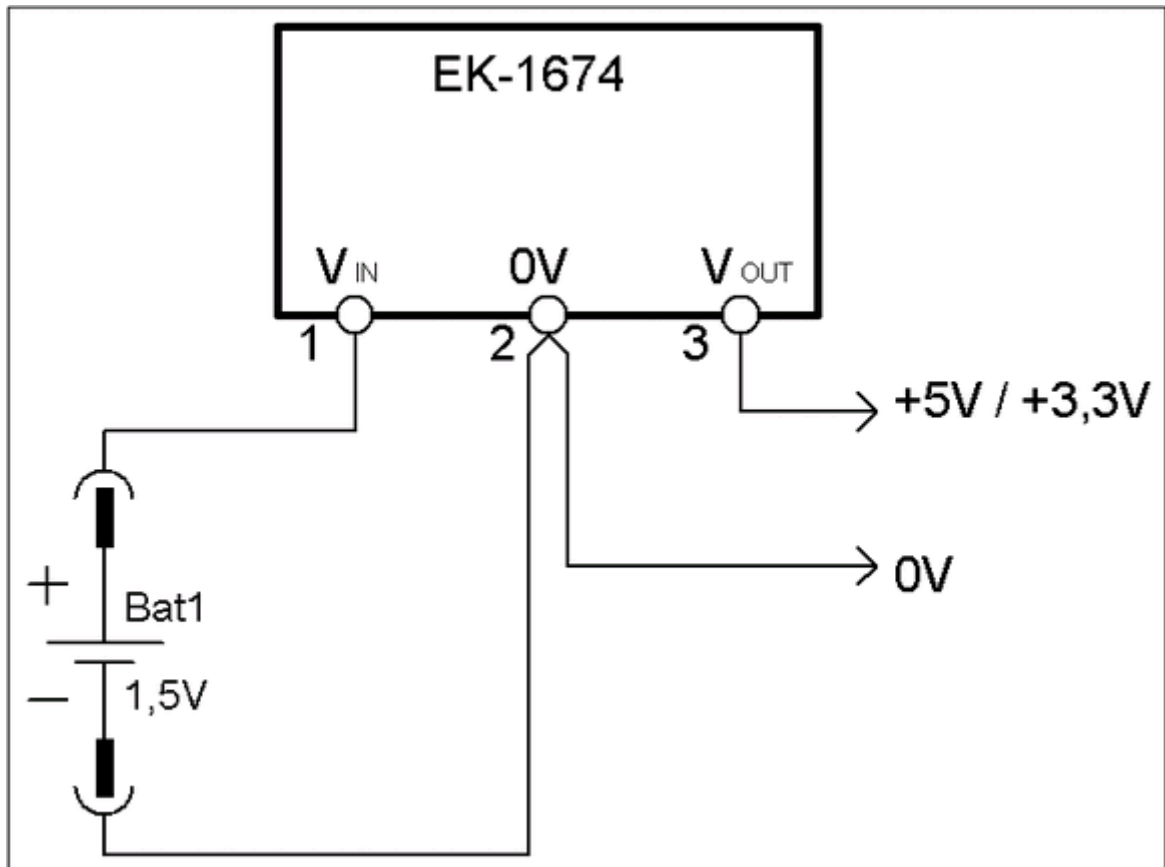 EK-1674
VIN 0V VOUT
1 2 3
+5V / +3,3V
0V
+
Bat1
–
1,5V